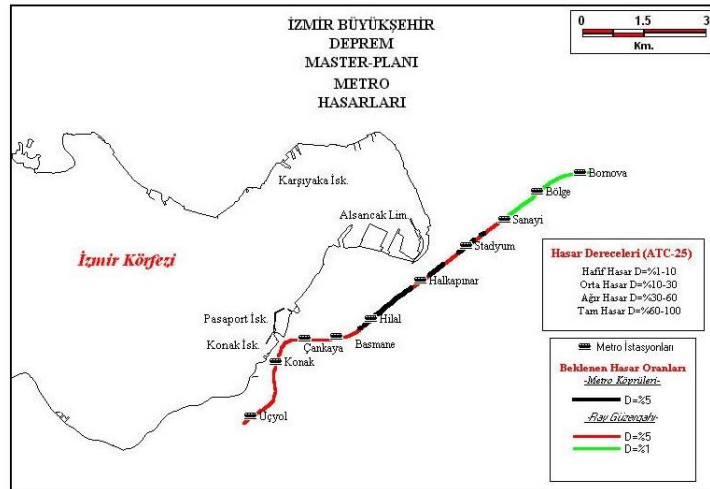 İZMİR BÜYÜKŞEHİR
DEPREM
MASTER-PLANI
METRO
HASARLARI
0 1.5 3
Km.
Karşıyaka İsk.
Bornova
Bölge
Alsancak Lim.
Sanayi
Stadyum
İzmir Körfezi
Halkapınar
Pasaport İsk.
Hilal
Konak İsk.
Çankaya
Basmane
Konak
Üçyol
Hasar Dereceleri (ATC-25)
Hafif Hasar D=%1-10
Orta Hasar D=%10-30
Ağır Hasar D=%30-60
Tam Hasar D=%60-100
Metro İstasyonları
Beklenen Hasar Oranları
-Metro Köprüleri-
D=%5
-Ray Güzergahı-
D=%5
D=%1